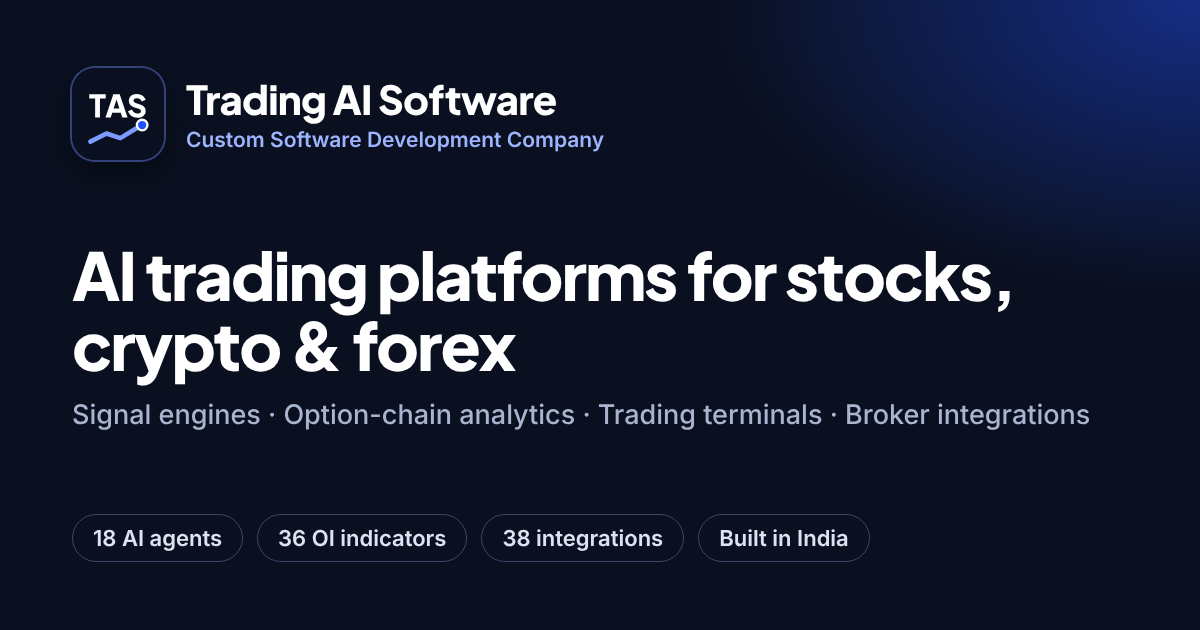 TAS
Trading AI Software
Custom Software Development Company
AI trading platforms for stocks,
crypto & forex
Signal engines · Option-chain analytics · Trading terminals · Broker integrations
18 AI agents
36 OI indicators
38 integrations
Built in India